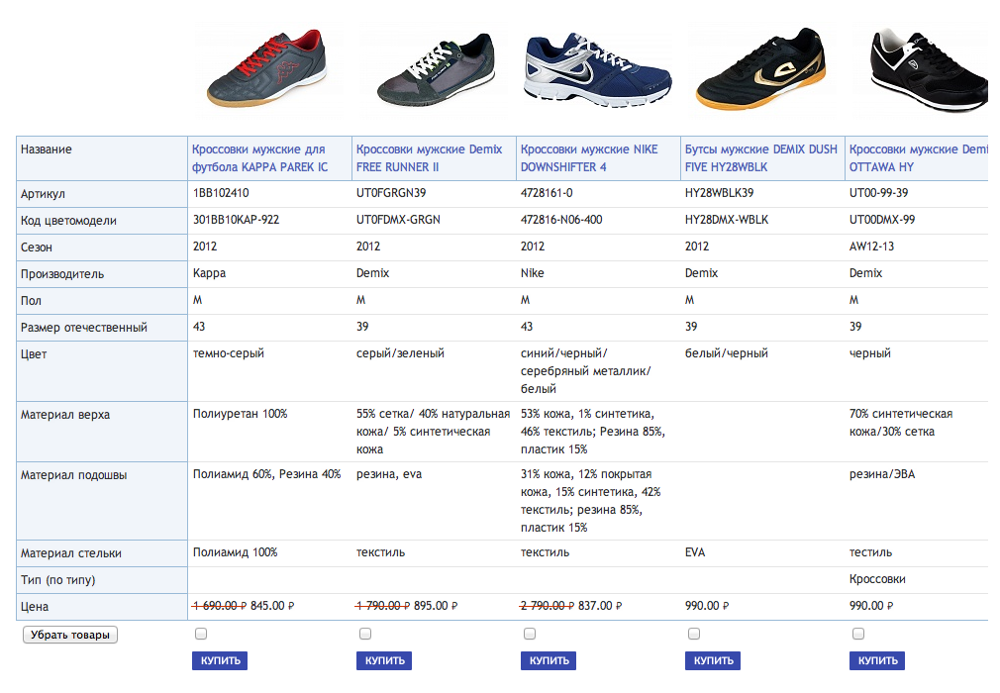 Название Кроссовки мужские для Кроссовки мужские Demix Кроссовки мужские NIKE Бутсы мужские DEMIX DUSH Кроссовки мужские
футбола KAPPA PAREK IC FREE RUNNER II DOWNSHIFTER 4 FIVE HY28WBLK OTTAWA HY
Артикул 1BB102410 UT0FGRGN39 4728161-0 HY28WBLK39 UT00-99-39
Код цветомодели 301BB10KAP-922 UT0FDMX-GRGN 472816-N06-400 HY28DMX-WBLK UT00DMX-99
Сезон 2012 2012 2012 2012 AW12-13
Производитель Kappa Demix Nike Demix Demix
Пол М М М М М
Размер отечественный 43 39 43 39 39
Цвет темно-серый серый/зеленый синий/черный/ белый/черный черный
серебряный металлик/
белый
Материал верха Полиуретан 100% 55% сетка/ 40% натуральная 53% кожа, 1% синтетика, 70% синтетическая
кожа/ 5% синтетическая 46% текстиль; Резина 85%, кожа/30% сетка
кожа пластик 15%
Материал подошвы Полиамид 60%, Резина 40% резина, eva 31% кожа, 12% покрытая резина/ЭВА
кожа, 15% синтетика, 42%
текстиль; резина 85%,
пластик 15%
Материал стельки Полиамид 100% текстиль текстиль EVA тестиль
Тип (по типу) Кроссовки
Цена 1 690.00 ₽ 845.00 ₽ 1 790.00 ₽ 895.00 ₽ 2 790.00 ₽ 837.00 ₽ 990.00 ₽ 990.00 ₽
Убрать товары
КУПИТЬ КУПИТЬ КУПИТЬ КУПИТЬ КУПИТЬ